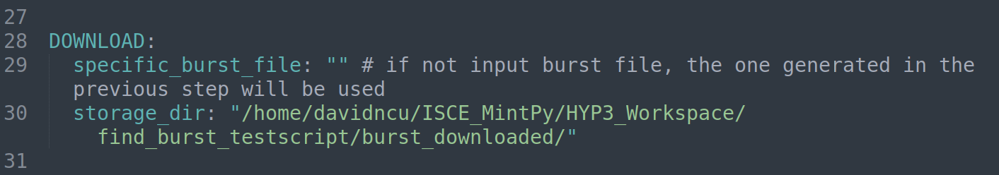 27
28 DOWNLOAD:
29 specific_burst_file: "" # if not input burst file, the one generated in the
previous step will be used
30 storage_dir: "/home/davidncu/ISCE_MintPy/HYP3_Workspace/
find_burst_testscript/burst_downloaded/"
31